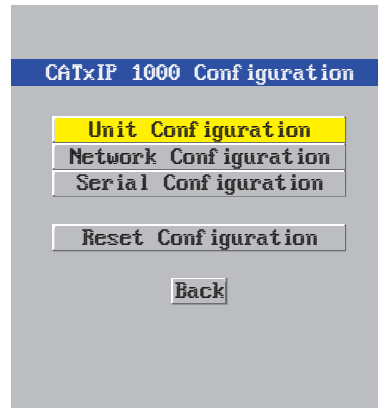 CATxIP 1000 Configuration
Unit Configuration
Network Configuration
Serial Configuration
Reset Configuration
Back